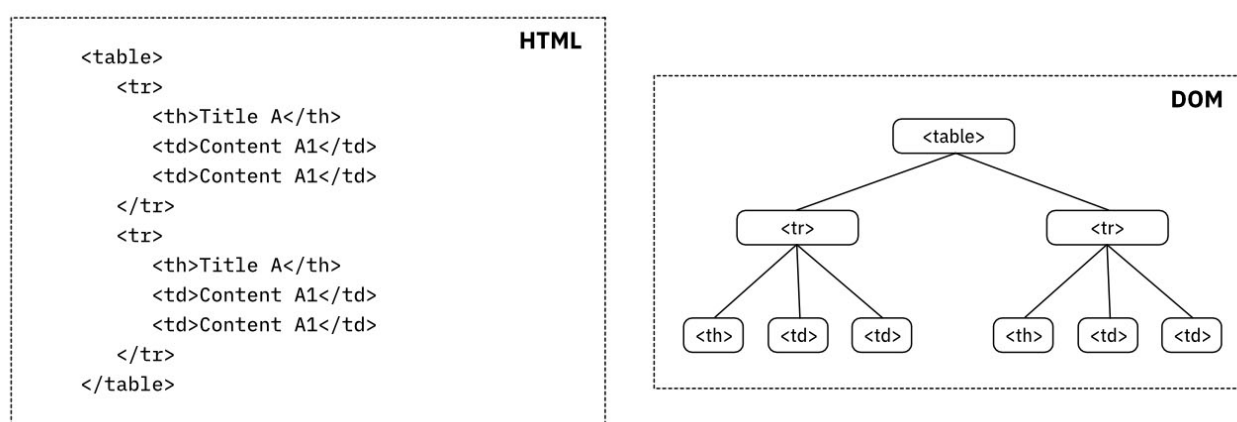 HTML
<table>
<tr>
<th>Title A</th>
<td>Content A1</td>
<td>Content A1</td>
</tr>
<tr>
<th>Title A</th>
<td>Content A1</td>
<td>Content A1</td>
</tr>
</table>
DOM
<table>
<tr> <tr>
<th> <td> <td> <th> <td> <td>